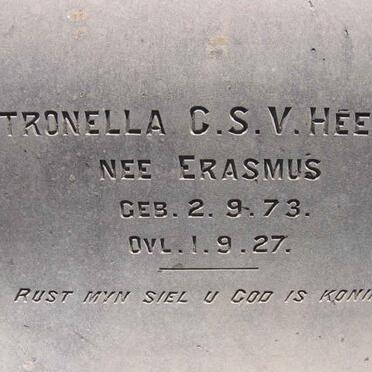 TRONELLA C.S.V. HEE
NEE ERASMUS
GEB. 2.9.73.
OVL. 1.9.27.
RUST MYN SIEL U GOD IS KONI